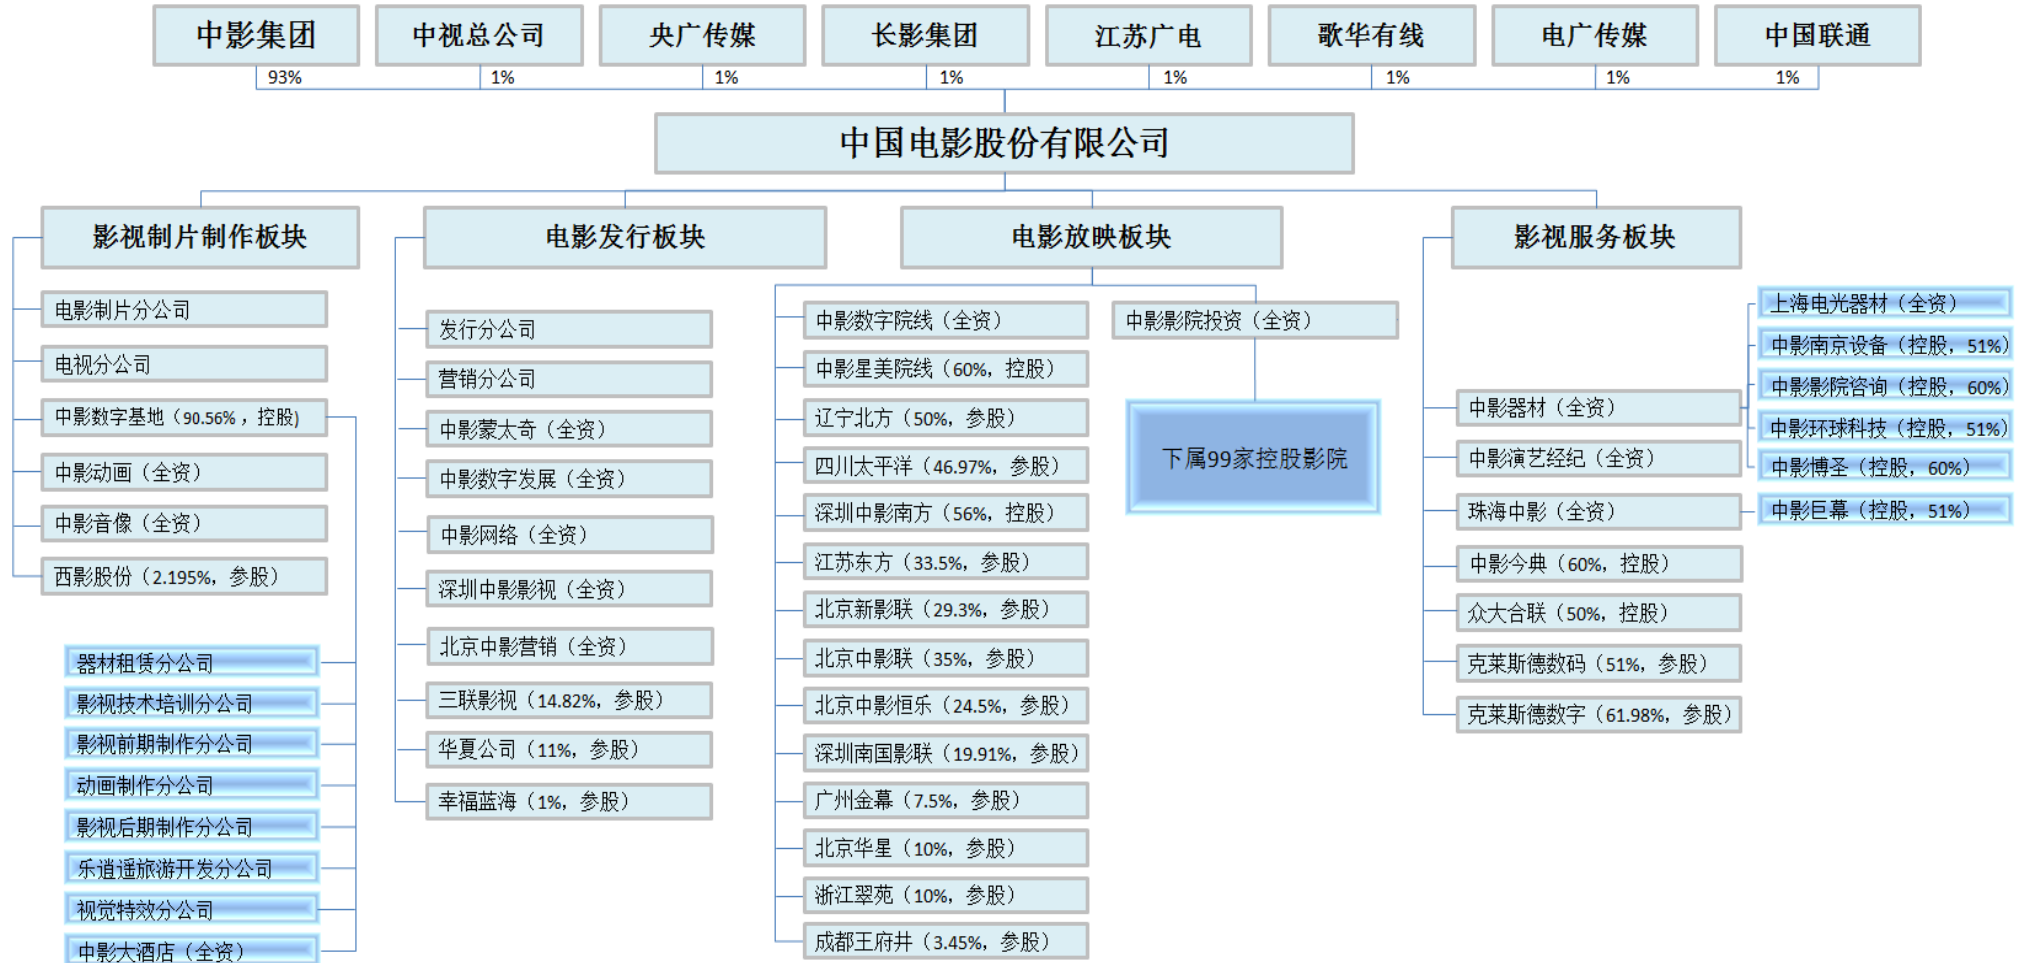 中影集团
中视总公司
央广传媒
长影集团
江苏广电
歌华有线
电广传媒
中国联通
93%
1%
1%
1%
1%
1%
1%
1%
中国电影股份有限公司
影视制片制作板块
电影制片分公司
电视分公司
中影数字基地（90.56%，控股)
中影动画（全资）
中影音像（全资）
西影股份（2.195%，参股）
器材租赁分公司
影视技术培训分公司
影视前期制作分公司
动画制作分公司
影视后期制作分公司
乐逍遥旅游开发分公司
视觉特效分公司
中影大酒店（全资）
电影发行板块
发行分公司
营销分公司
中影蒙太奇（全资）
中影数字发展（全资）
中影网络（全资）
深圳中影影视（全资）
北京中影营销（全资）
三联影视（14.82%，参股）
华夏公司（11%，参股）
幸福蓝海（1%，参股）
电影放映板块
中影数字院线（全资）
中影星美院线（60%，控股）
辽宁北方（50%，参股）
四川太平洋（46.97%，参股）
深圳中影南方（56%，控股）
江苏东方（33.5%，参股）
北京新影联（29.3%，参股）
北京中影联（35%，参股）
北京中影恒乐（24.5%，参股）
深圳南国影联（19.91%，参股）
广州金幕（7.5%，参股）
北京华星（10%，参股）
浙江翠苑（10%，参股）
成都王府井（3.45%，参股）
中影影院投资（全资）
下属99家控股影院
影视服务板块
中影器材（全资）
中影演艺经纪（全资）
珠海中影（全资）
中影今典（60%，控股）
众大合联（50%，控股）
克莱斯德数码（51%，参股）
克莱斯德数字（61.98%，参股）
上海电光器材（全资）
中影南京设备（控股，51%）
中影影院咨询（控股，60%）
中影环球科技（控股，51%）
中影博圣（控股，60%）
中影巨幕（控股，51%）